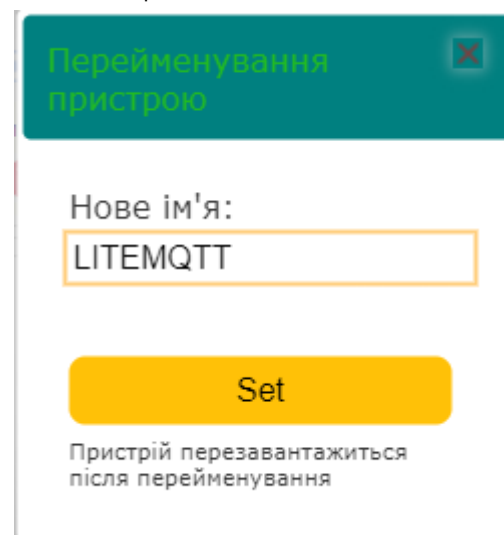 Перейменування
пристрою
Нове ім'я:
LITEMQTT
Set
Пристрій перезавантажиться
після перейменування